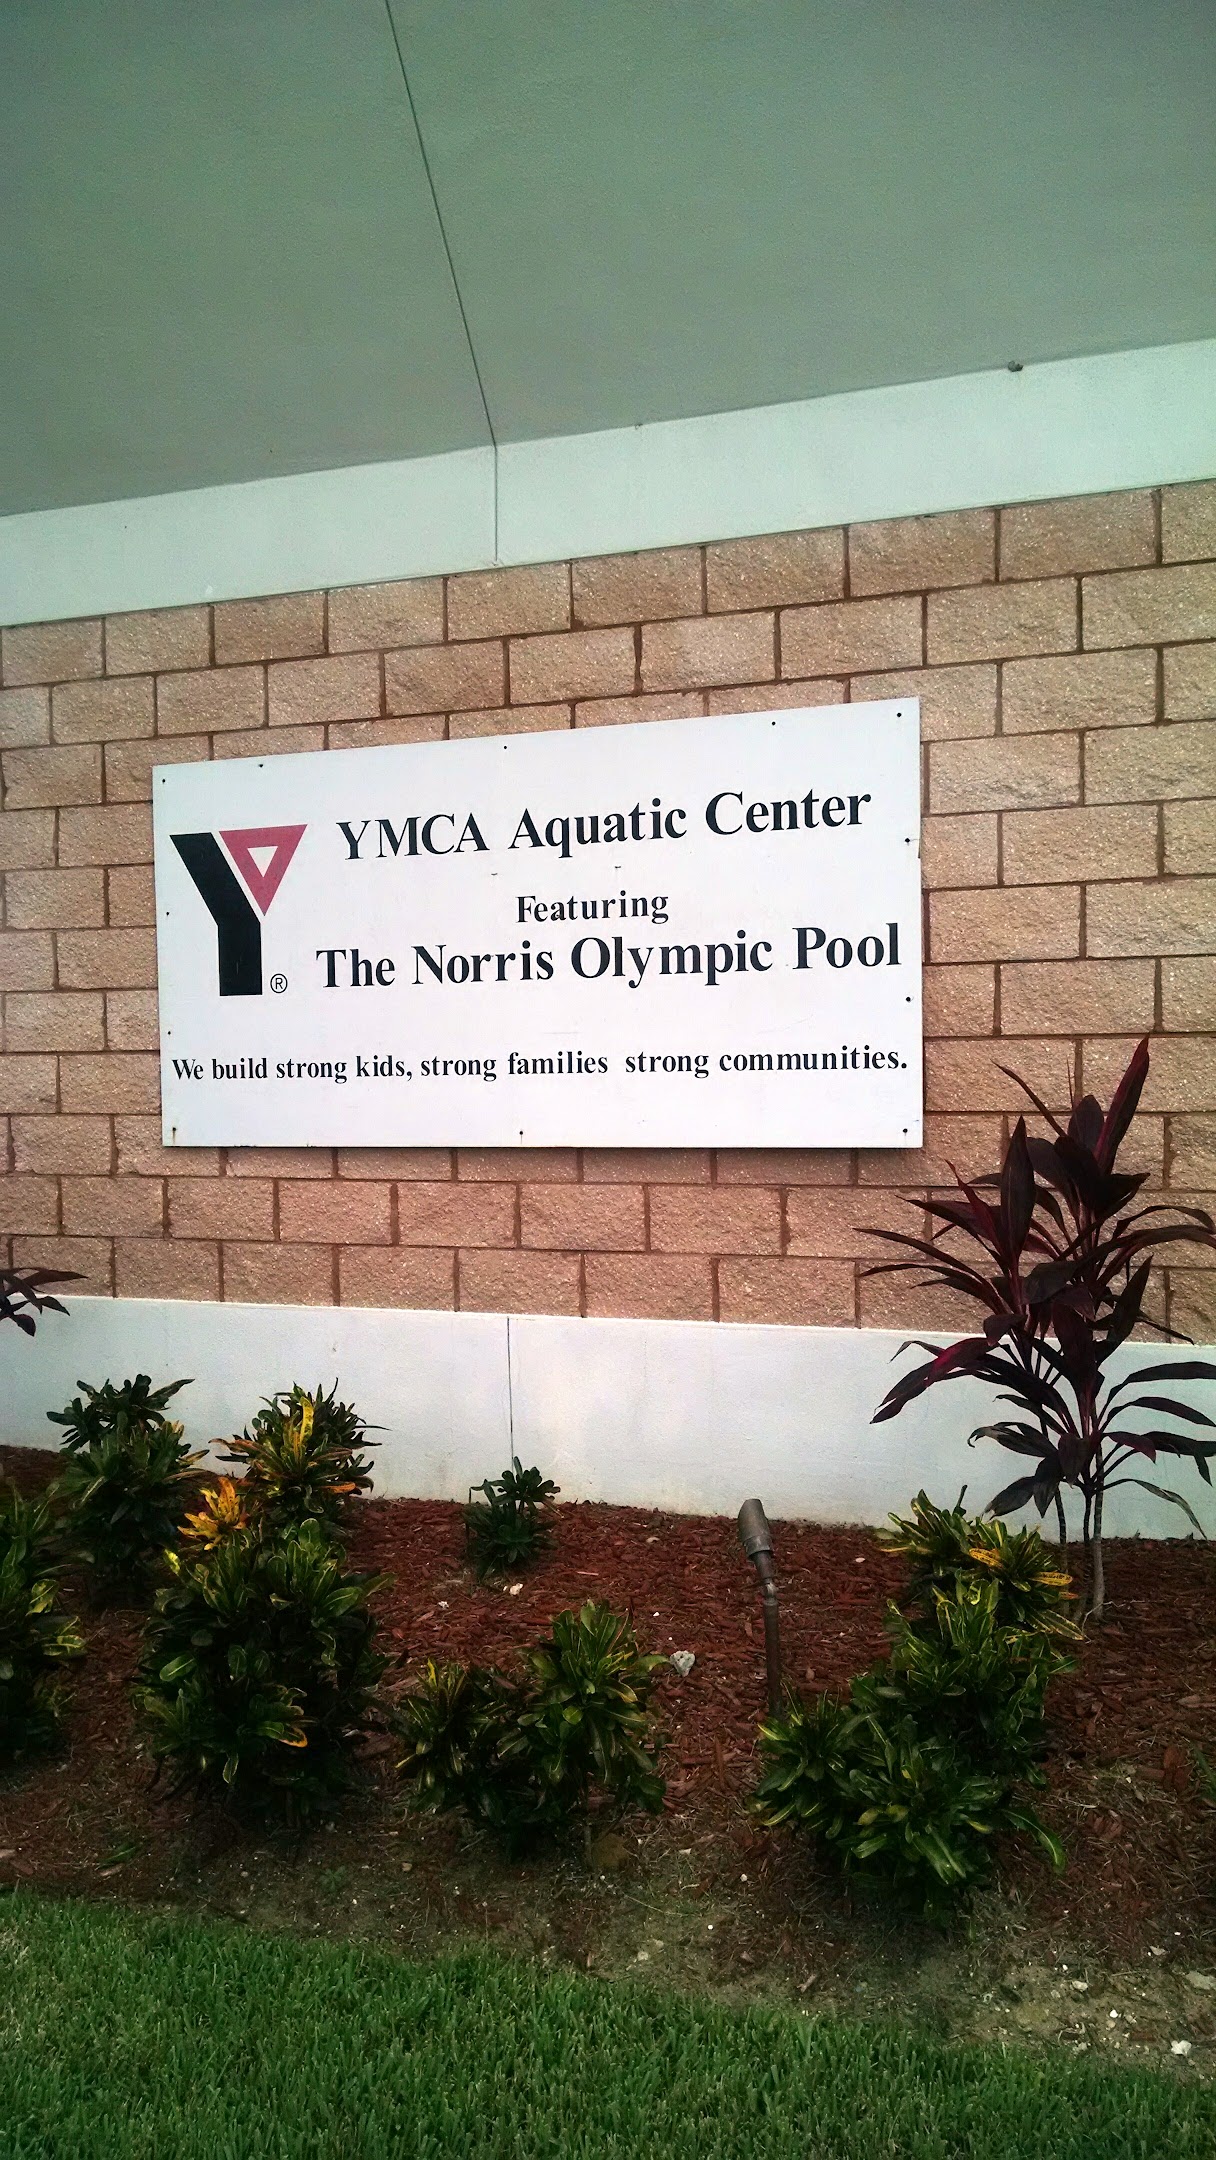 YMCA Aquatic Center
Featuring
The Norris Olympic Pool
Y®
We build strong kids, strong families strong communities.